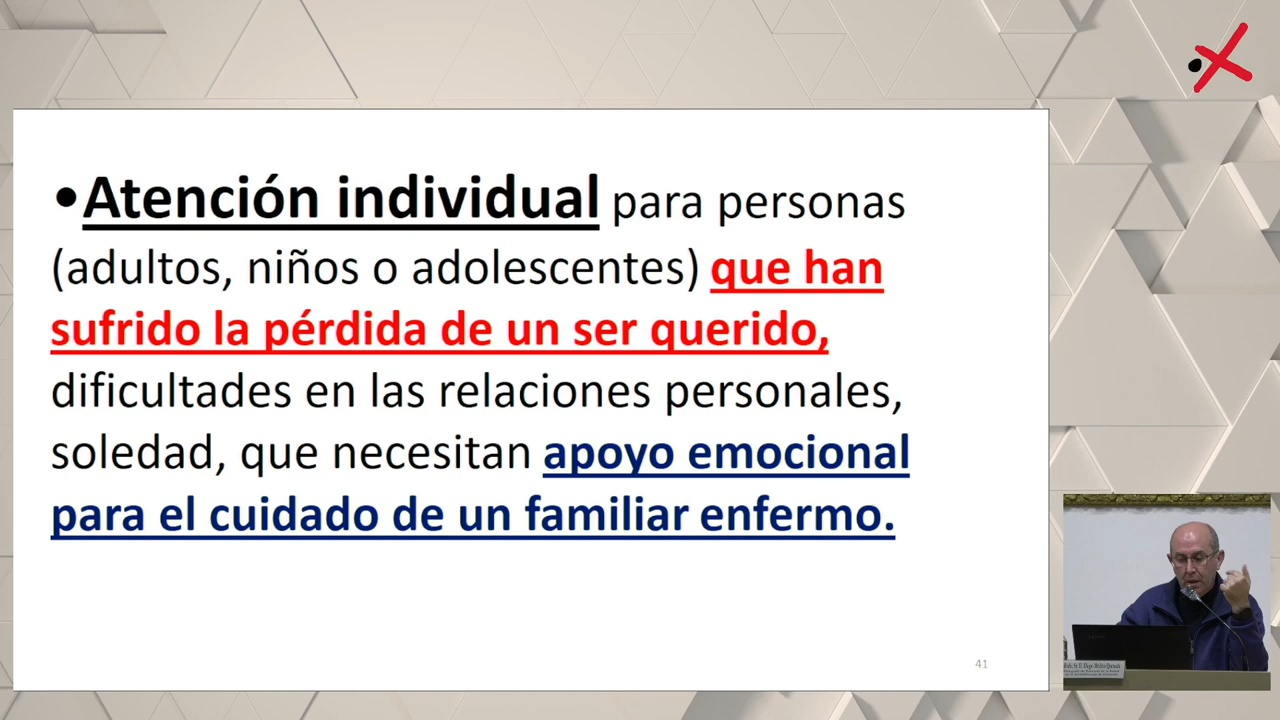 •Atención individual para personas
(adultos, niños o adolescentes) que han
sufrido la pérdida de un ser querido,
dificultades en las relaciones personales,
soledad, que necesitan apoyo emocional
para el cuidado de un familiar enfermo.
41